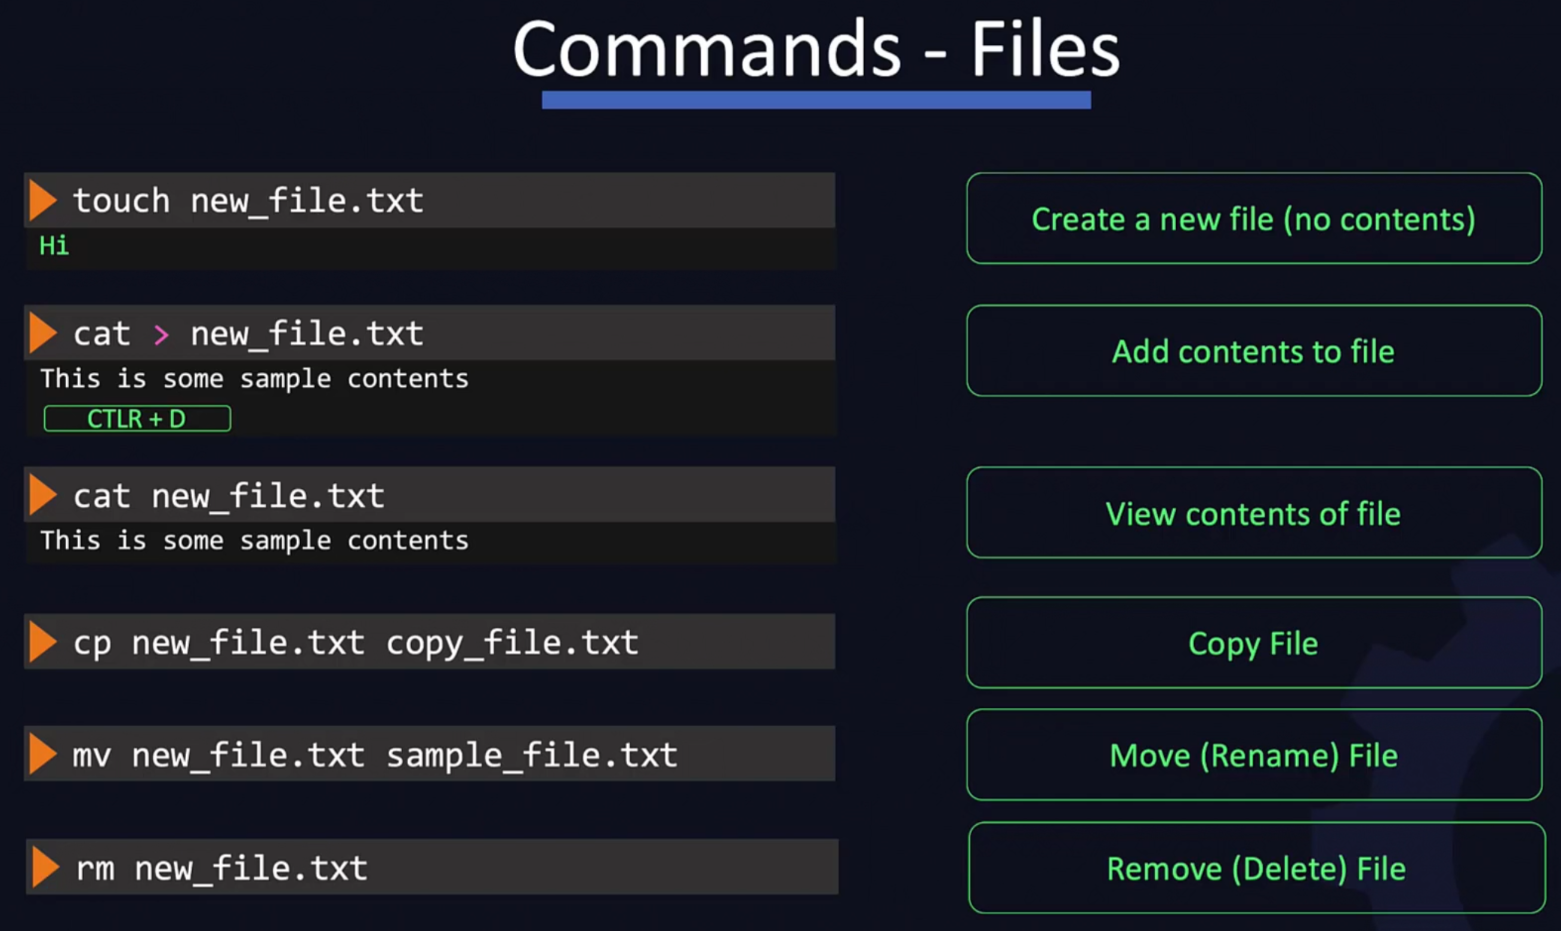 Commands - Files
touch new_file.txt
Hi
Create a new file (no contents)
cat > new_file.txt
This is some sample contents
CTLR + D
Add contents to file
cat new_file.txt
This is some sample contents
View contents of file
cp new_file.txt copy_file.txt
Copy File
mv new_file.txt sample_file.txt
Move (Rename) File
rm new_file.txt
Remove (Delete) File